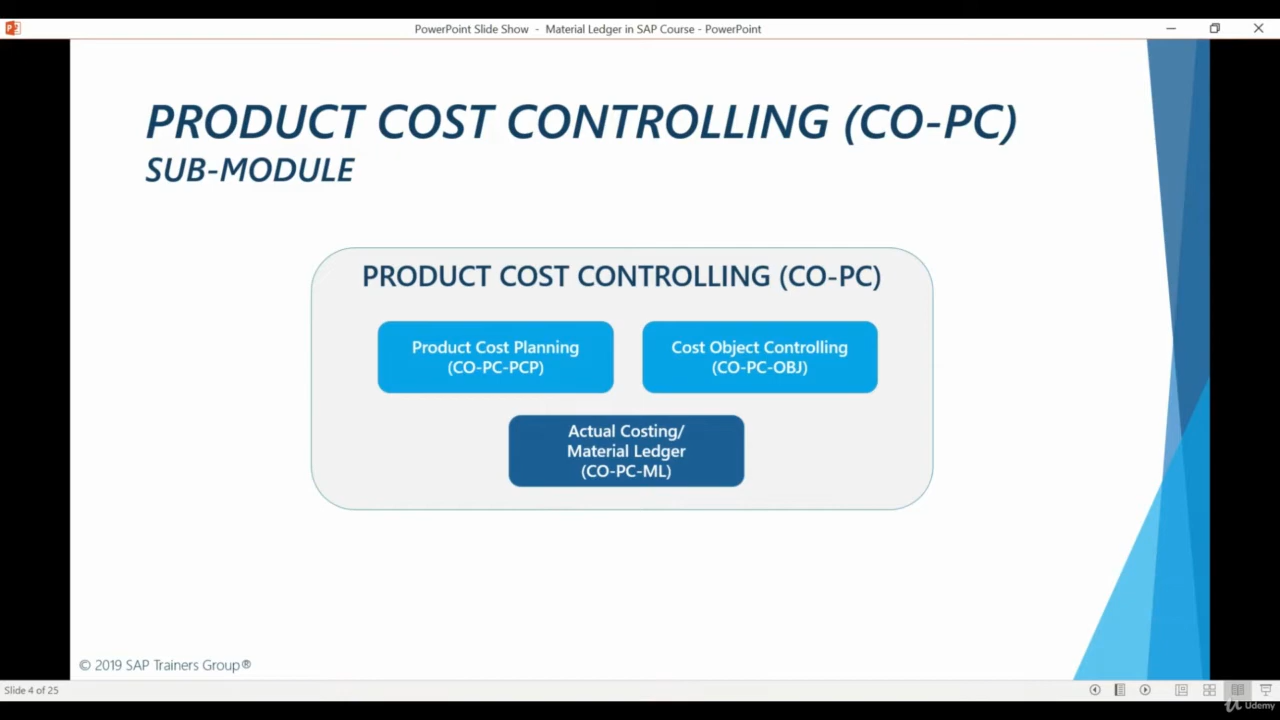 PowerPoint Slide Show - Material Ledger in SAP Course - PowerPoint
PRODUCT COST CONTROLLING (CO-PC)
SUB-MODULE
PRODUCT COST CONTROLLING (CO-PC)
Product Cost Planning
(CO-PC-PCP)
Cost Object Controlling
(CO-PC-OBJ)
Actual Costing/
Material Ledger
(CO-PC-ML)
© 2019 SAP Trainers Group®
Slide 4 of 25
Udemy